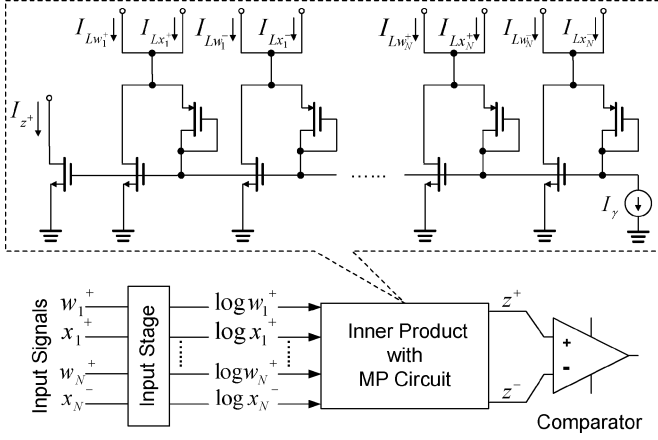 I_{Lw_1^+} I_{Lx_1^+} I_{Lw_1^-} I_{Lx_1^-} I_{Lw_N^+} I_{Lx_N^+} I_{Lw_N^-} I_{Lx_N^-}
I_{z^+}
......
I_γ
Input Signals
w_1^+
x_1^+
w_N^+
x_N^-
Input Stage
log w_1^+
log x_1^+
log w_N^+
log x_N^-
Inner Product
with
MP Circuit
z^+
z^-
+
-
Comparator